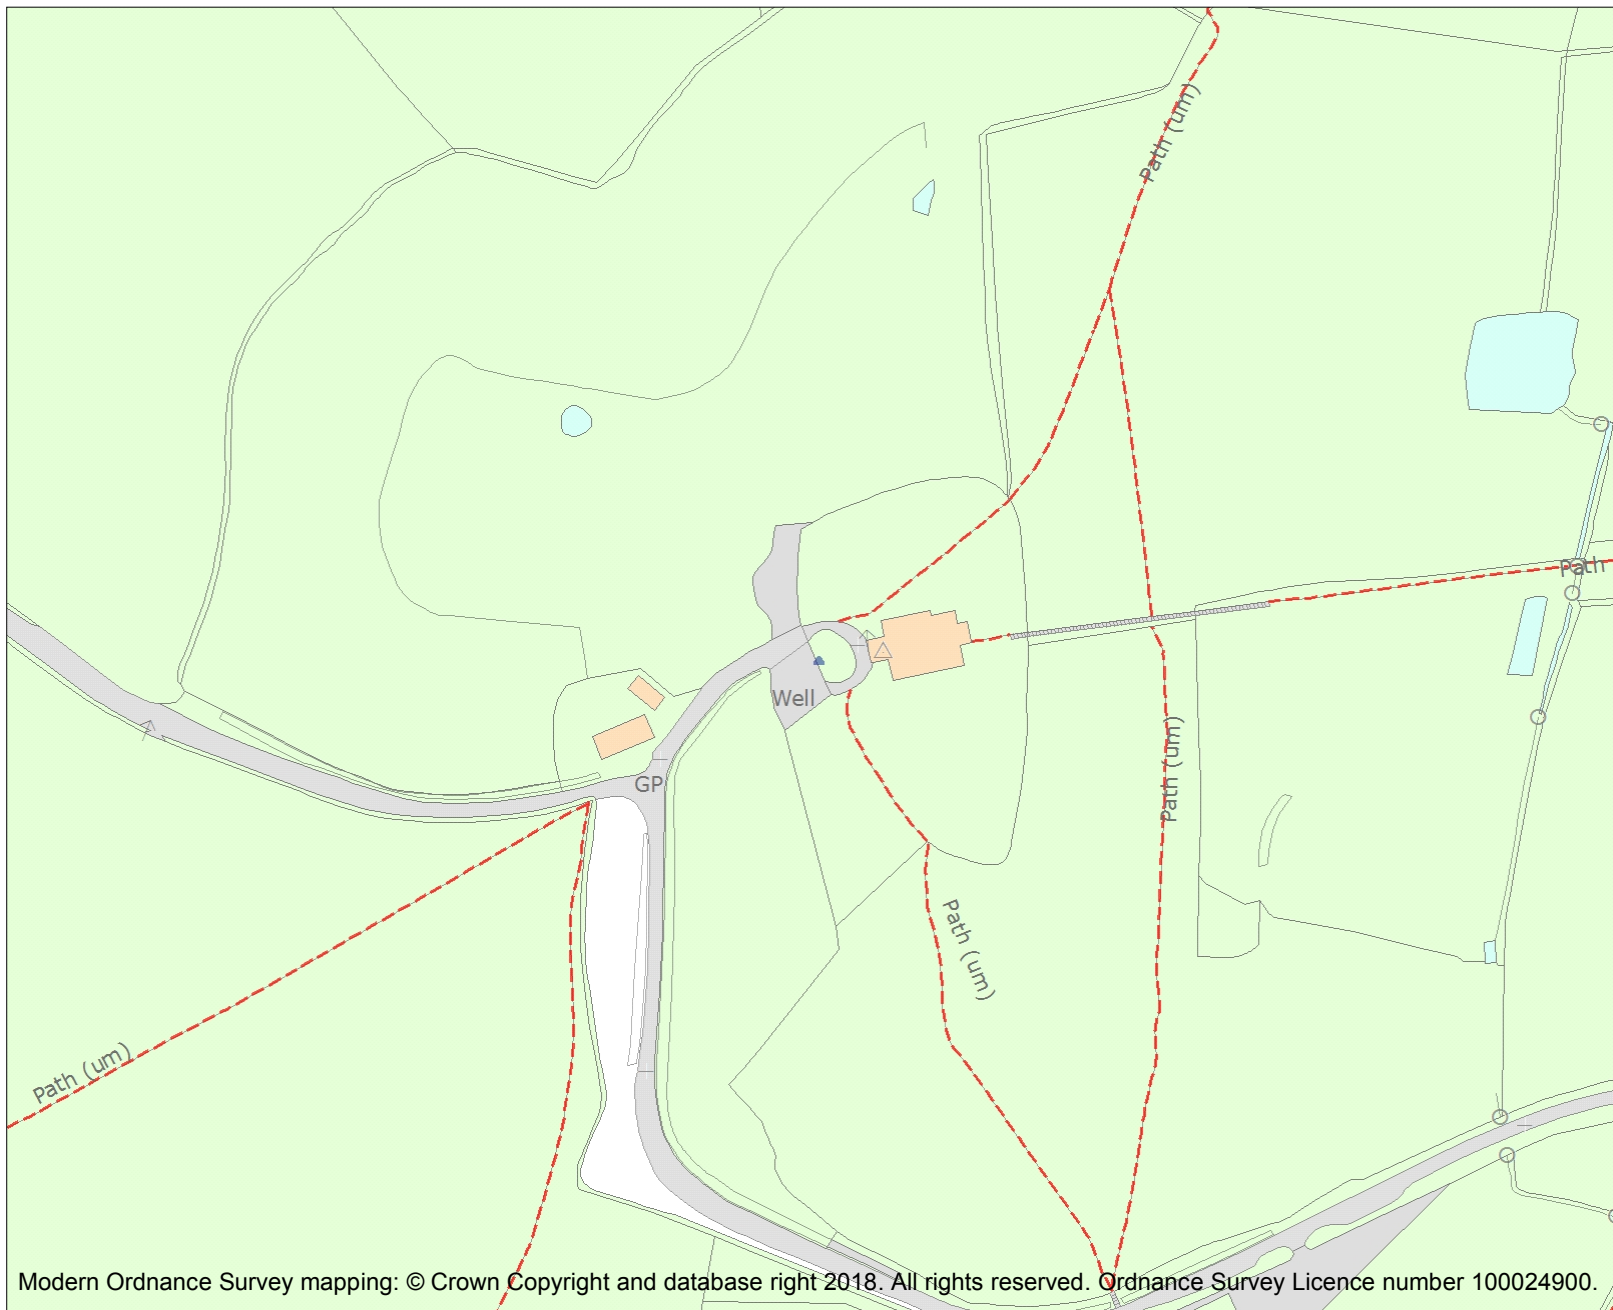 Path (um)
Path
Well
Path (um)
GP
Path (um)
Path (um)
Modern Ordnance Survey mapping: © Crown Copyright and database right 2018. All rights reserved. Ordnance Survey Licence number 100024900.